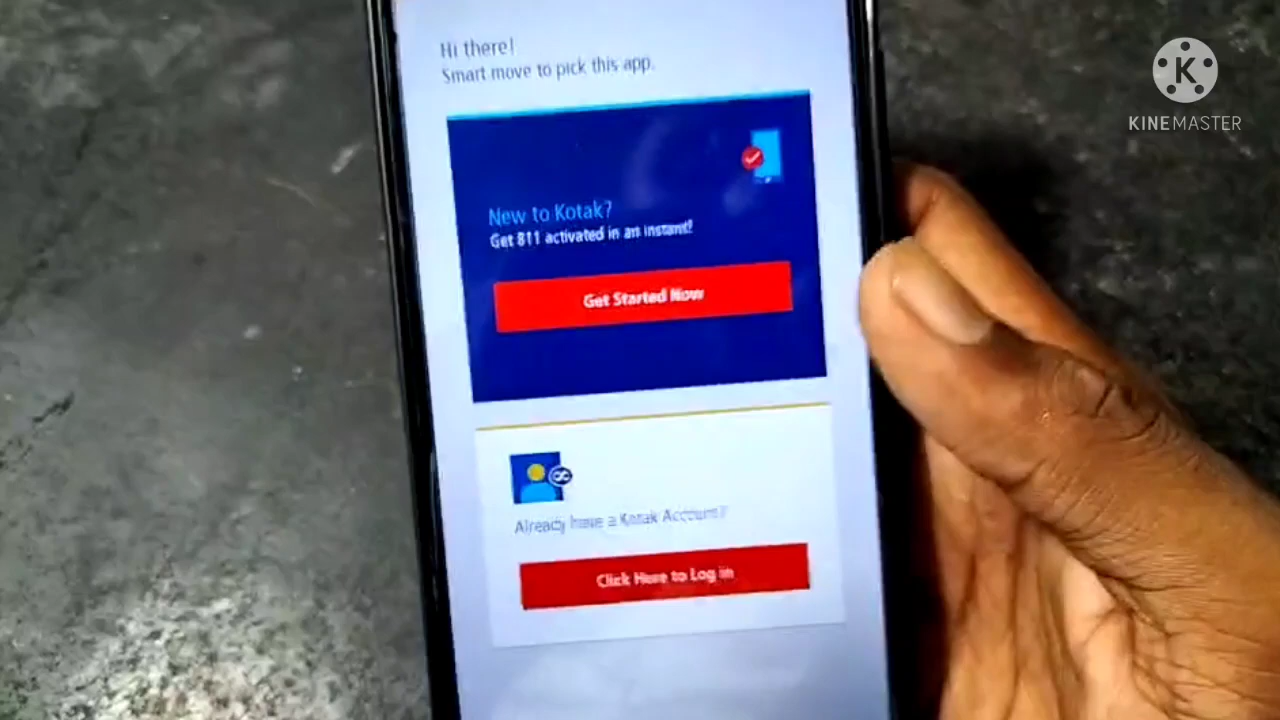 Hi there!
Smart move to pick this app.
New to Kotak?
Get 811 activated in an instant!
Get Started Now
Already have a Kotak Account?
Click Here to Log in
K
KINEMASTER